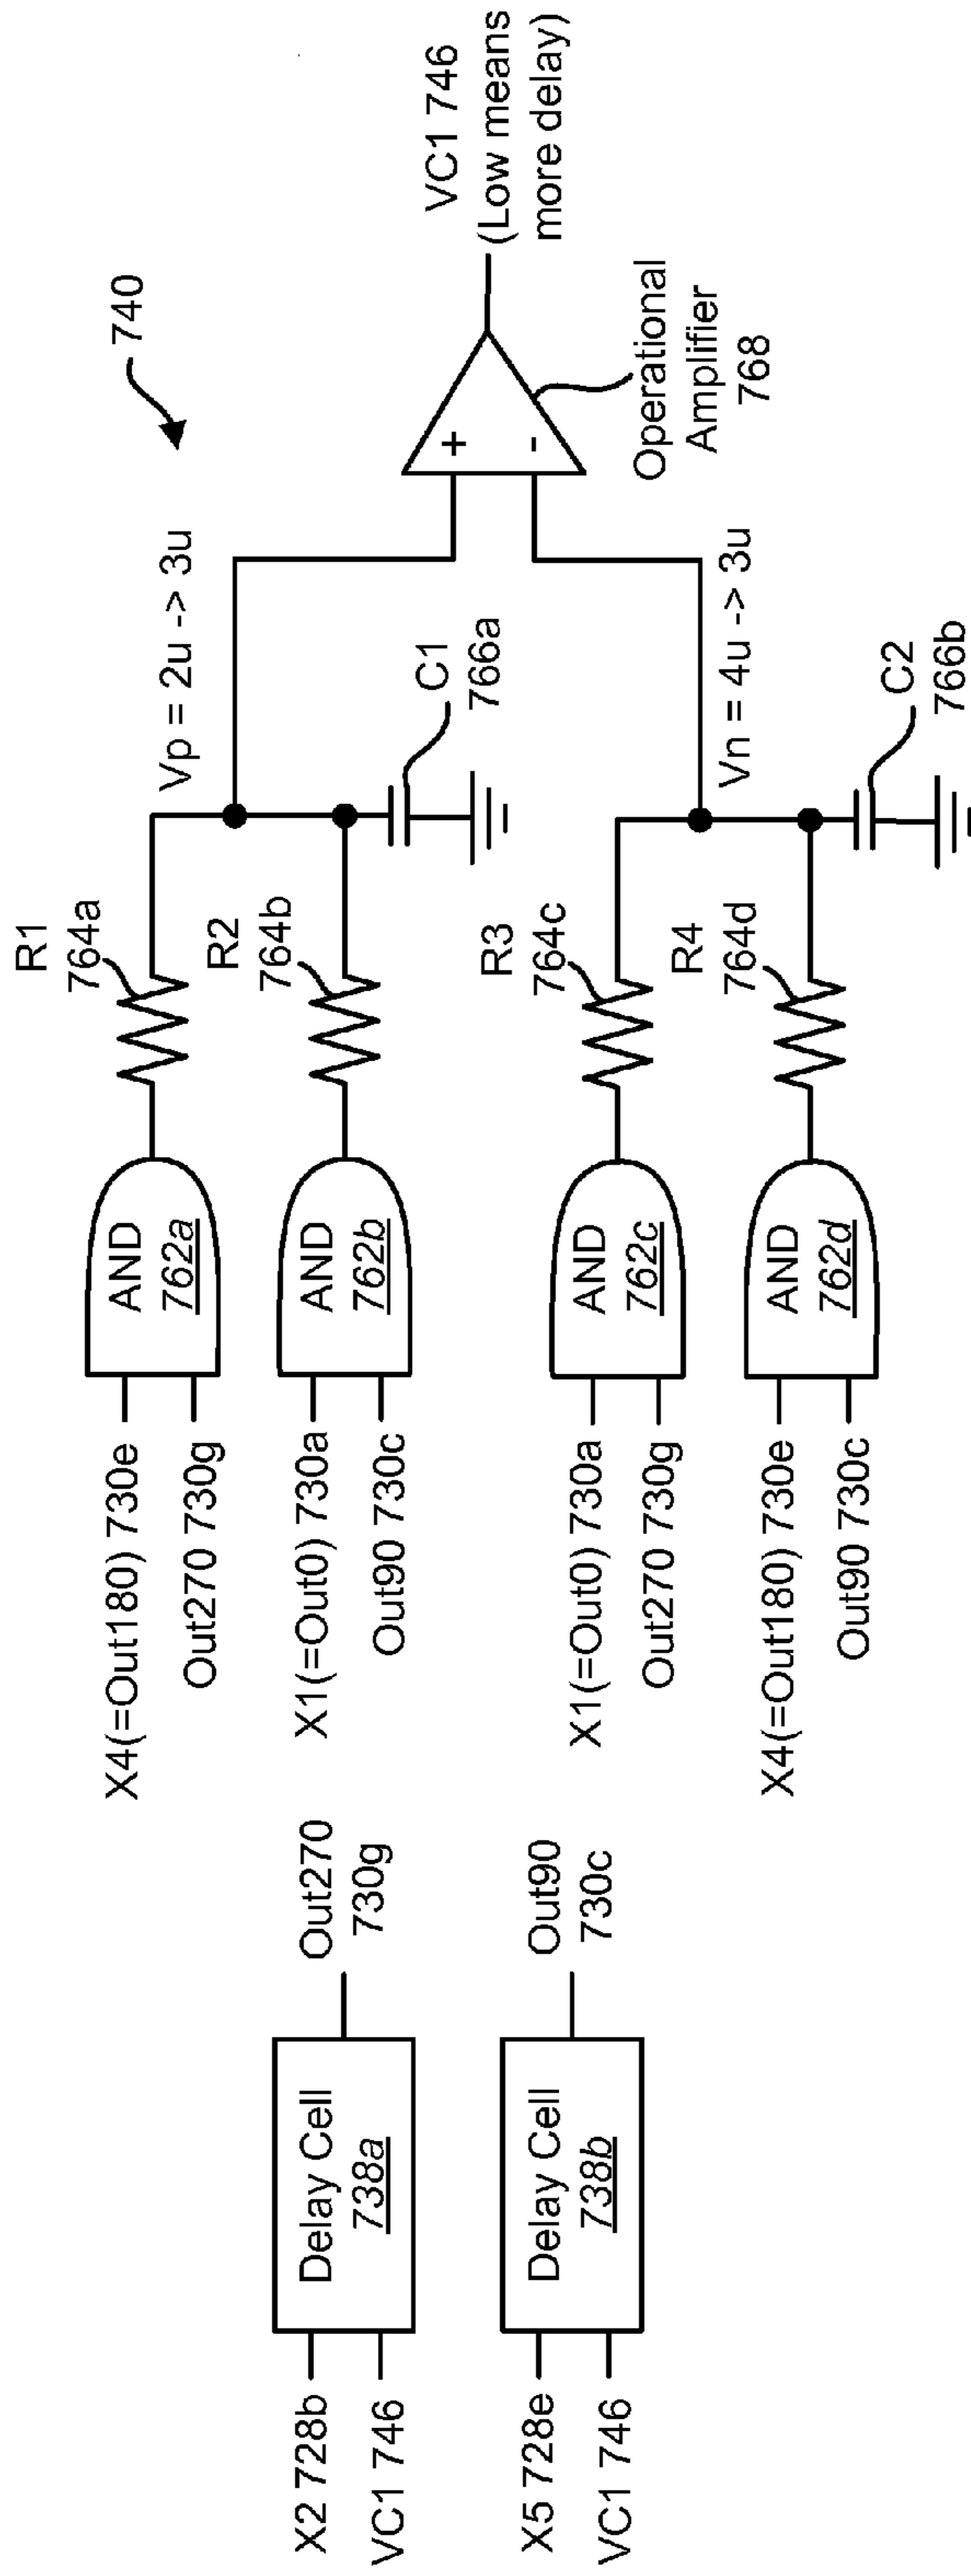 740
X2 728b
VC1 746
Delay Cell
738a
Out270
730g
X5 728e
VC1 746
Delay Cell
738b
Out90
730c
X4(=Out180) 730e
Out270 730g
AND
762a
R1
764a
X1(=Out0) 730a
Out90 730c
AND
762b
R2
764b
Vp = 2u -> 3u
C1
766a
X1(=Out0) 730a
Out270 730g
AND
762c
R3
764c
X4(=Out180) 730e
Out90 730c
AND
762d
R4
764d
Vn = 4u -> 3u
C2
766b
+
-
Operational
Amplifier
768
VC1 746
(Low means
more delay)